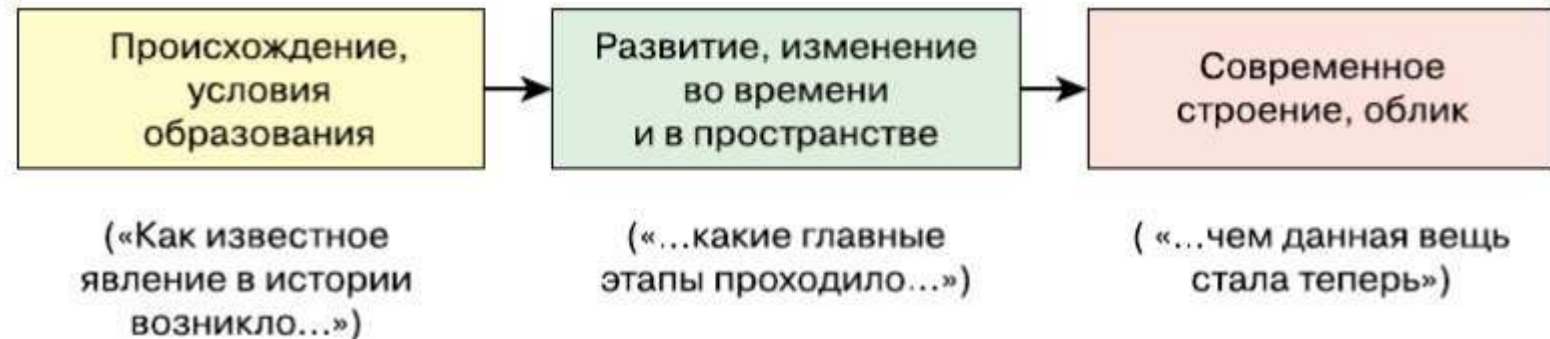 Происхождение,
условия
образования
Развитие, изменение
во времени
и в пространстве
Современное
строение, облик
(«Как известное
явление в истории
возникло...»)
(«...какие главные
этапы проходило...»)
( «...чем данная вещь
стала теперь»)